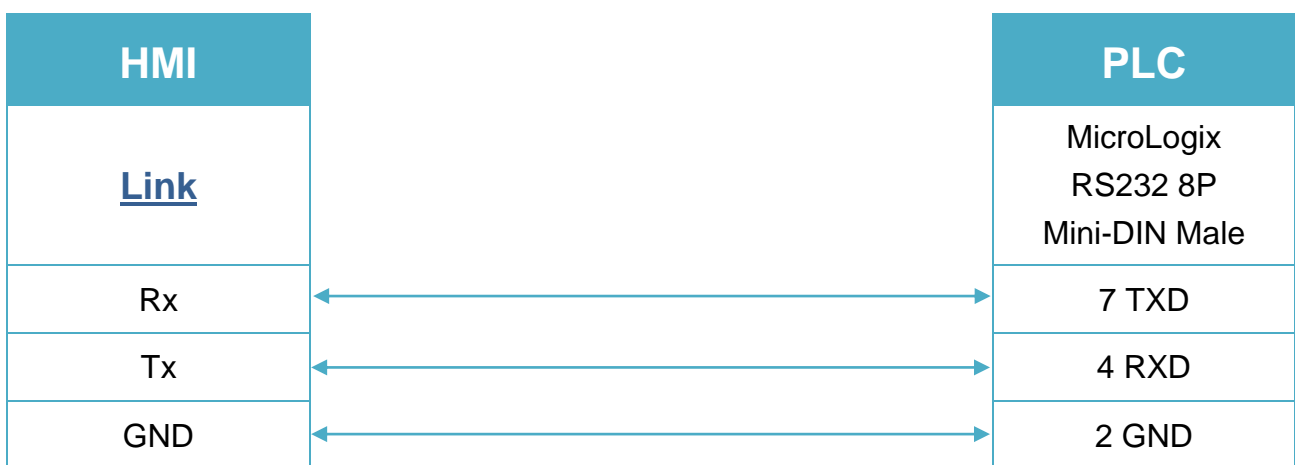 HMI PLC
Link MicroLogix
RS232 8P
Mini-DIN Male
Rx 7 TXD
Tx 4 RXD
GND 2 GND